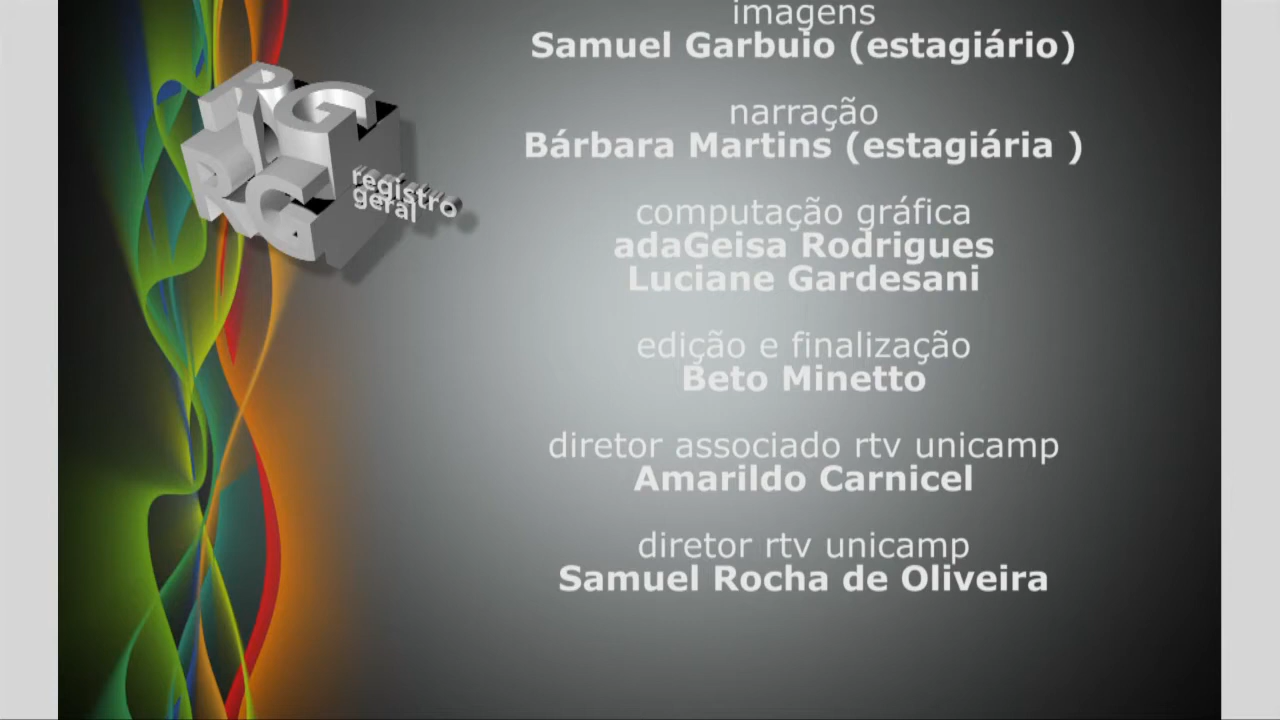 imagens
Samuel Garbuio (estagiário)
narração
Bárbara Martins (estagiária )
computação gráfica
adaGeisa Rodrigues
Luciane Gardesani
edição e finalização
Beto Minetto
diretor associado rtv unicamp
Amarildo Carnicel
diretor rtv unicamp
Samuel Rocha de Oliveira
RG
RG
registro
geral